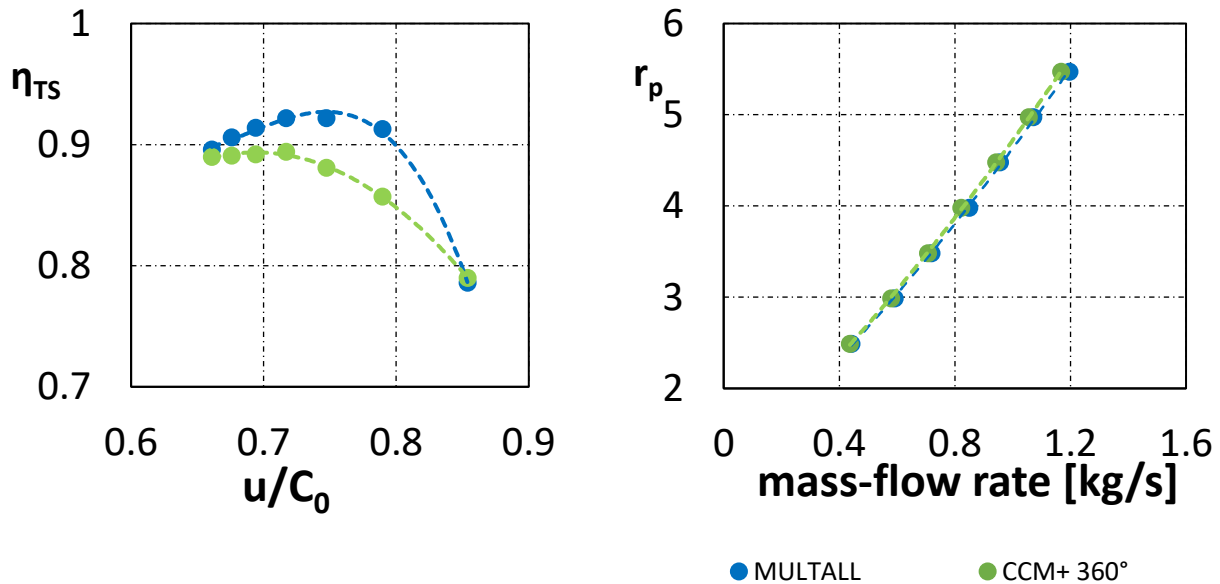 1
0.9
0.8
0.7
η_TS
0.6 0.7 0.8 0.9
u/C₀
6
5
4
3
2
r_p
0 0.4 0.8 1.2 1.6
mass-flow rate [kg/s]
MULTALL CCM+ 360°